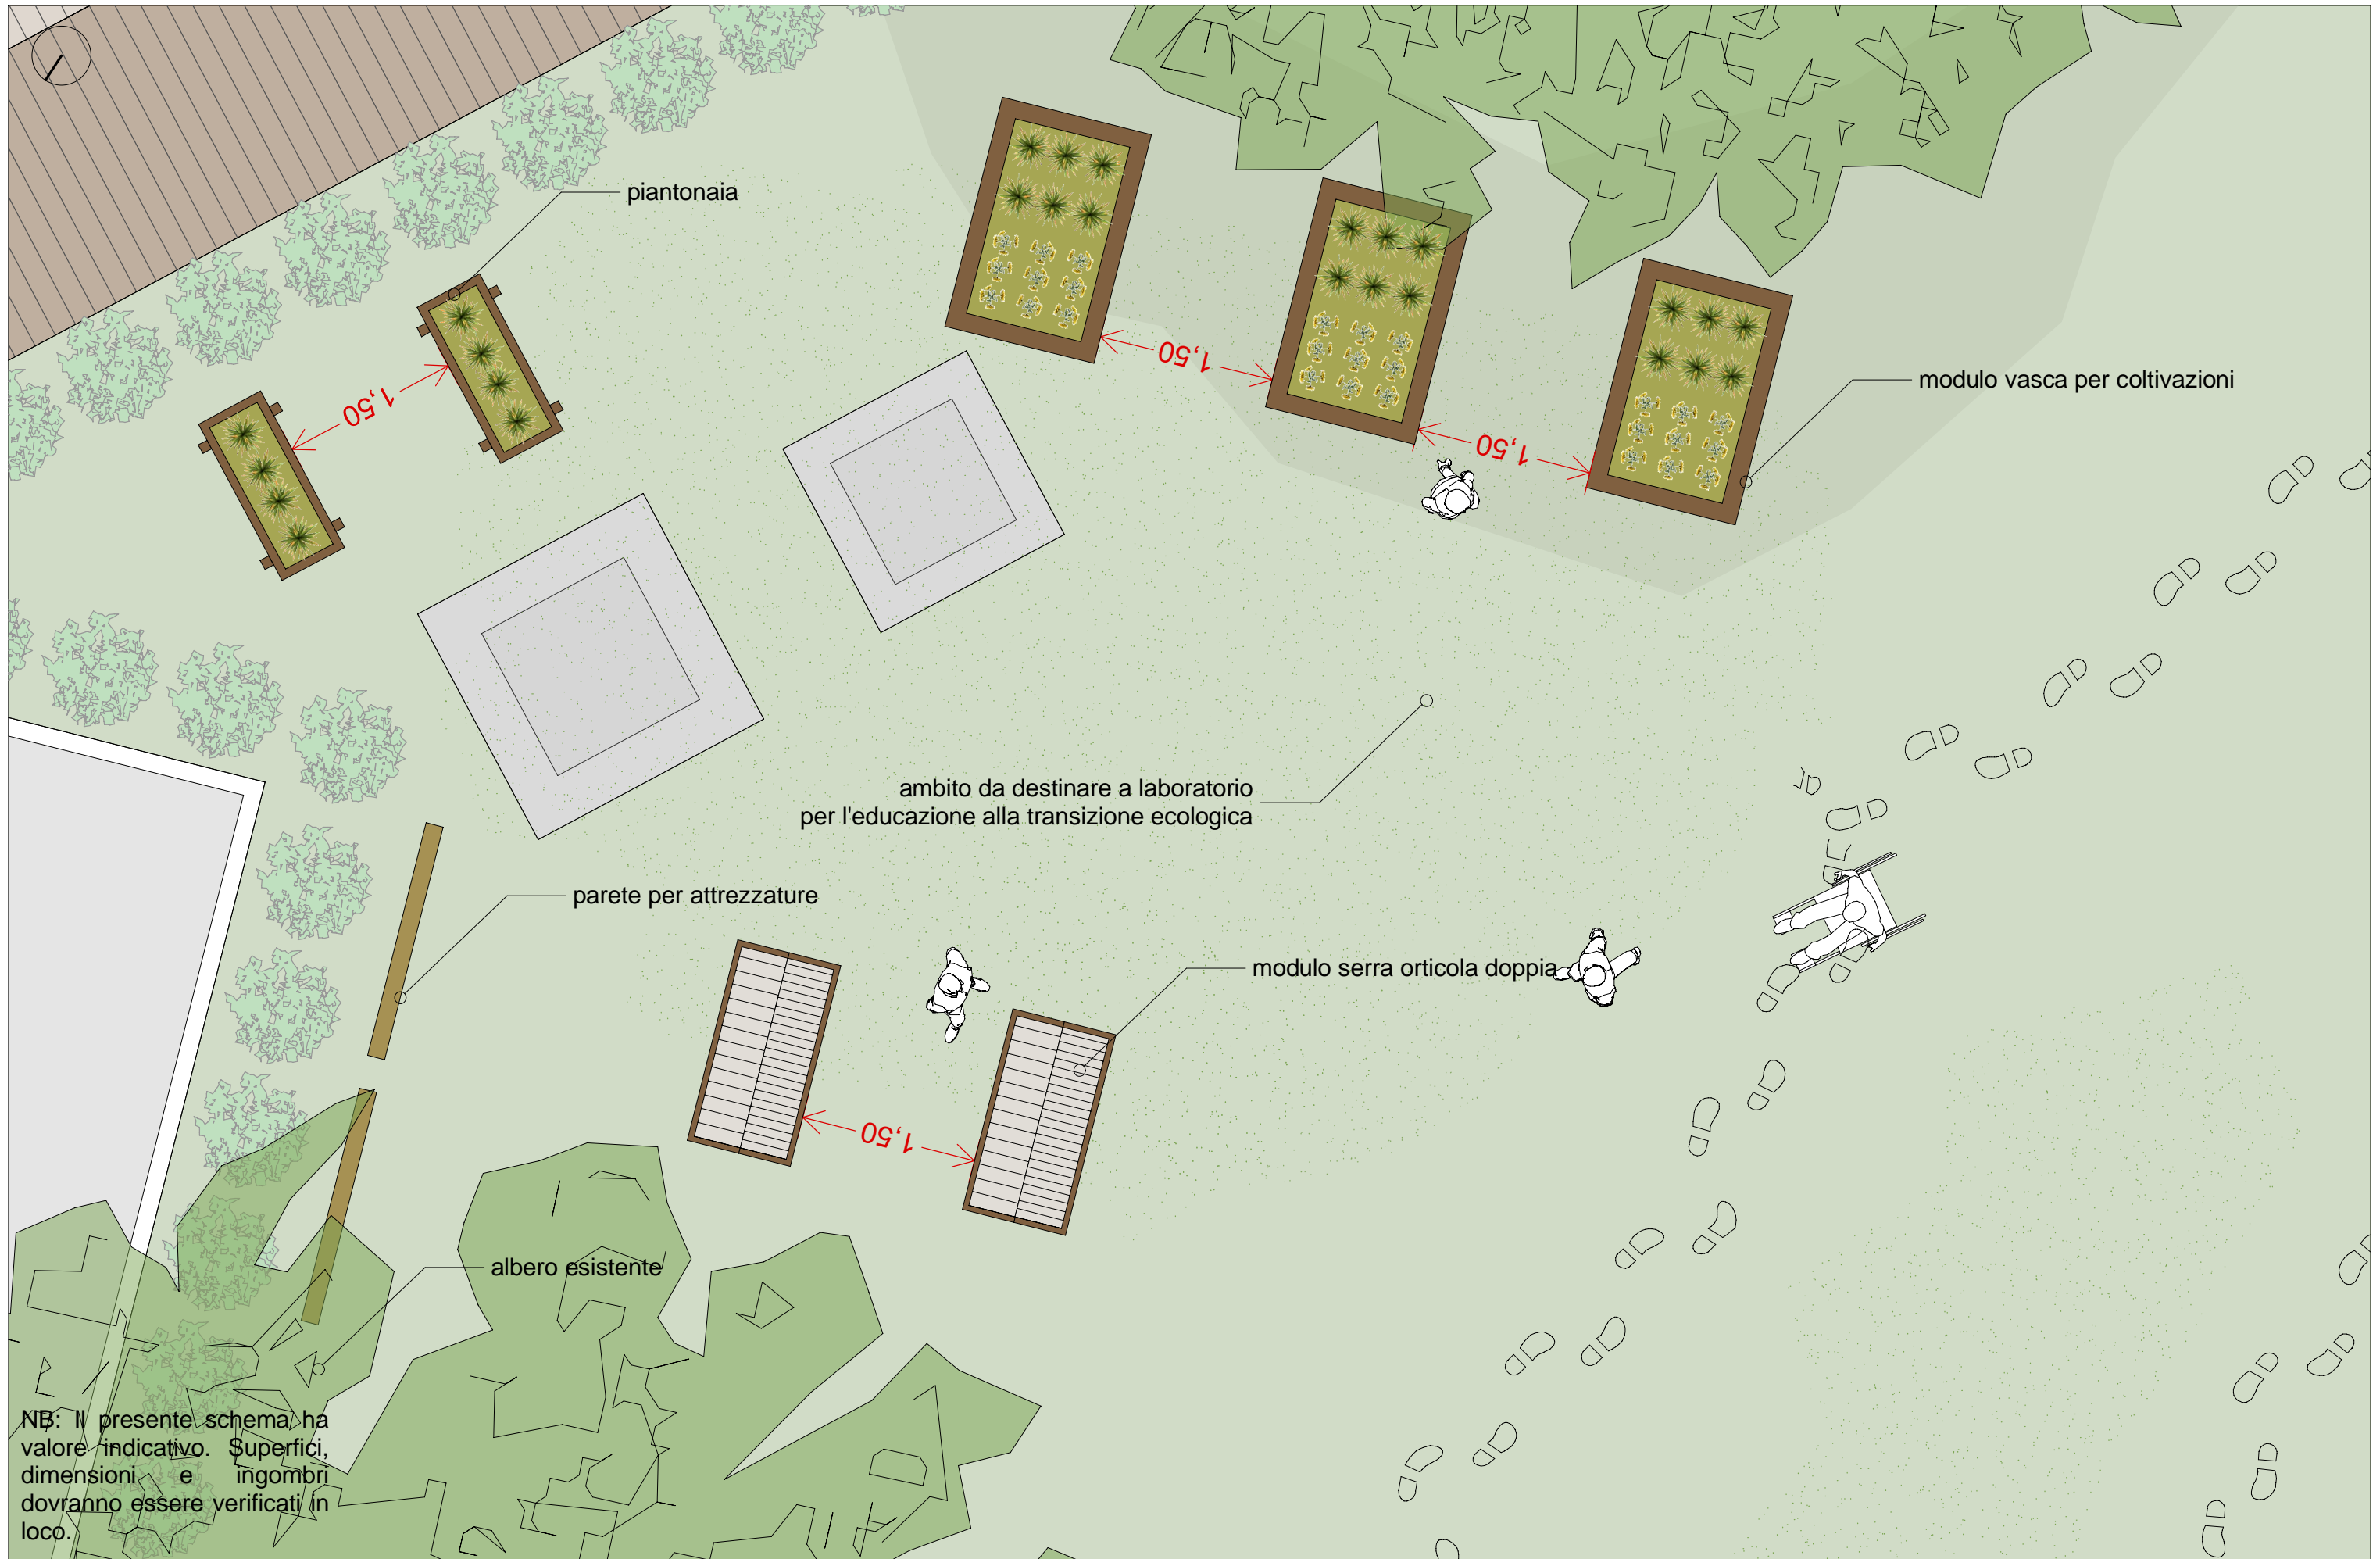 piantonaia
modulo vasca per coltivazioni
1,50
1,50
1,50
ambito da destinare a laboratorio
per l'educazione alla transizione ecologica
parete per attrezzature
modulo serra orticola doppia
1,50
albero esistente
NB: Il presente schema ha
valore indicativo. Superfici,
dimensioni e ingombri
dovranno essere verificati in
loco.